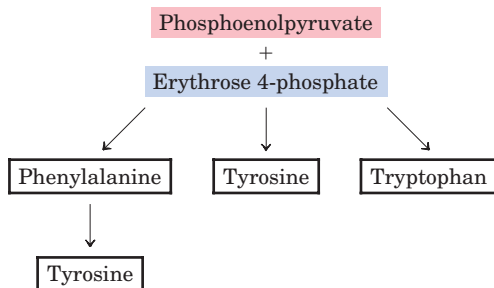 Phosphoenolpyruvate
+
Erythrose 4-phosphate
Phenylalanine Tyrosine Tryptophan
Tyrosine